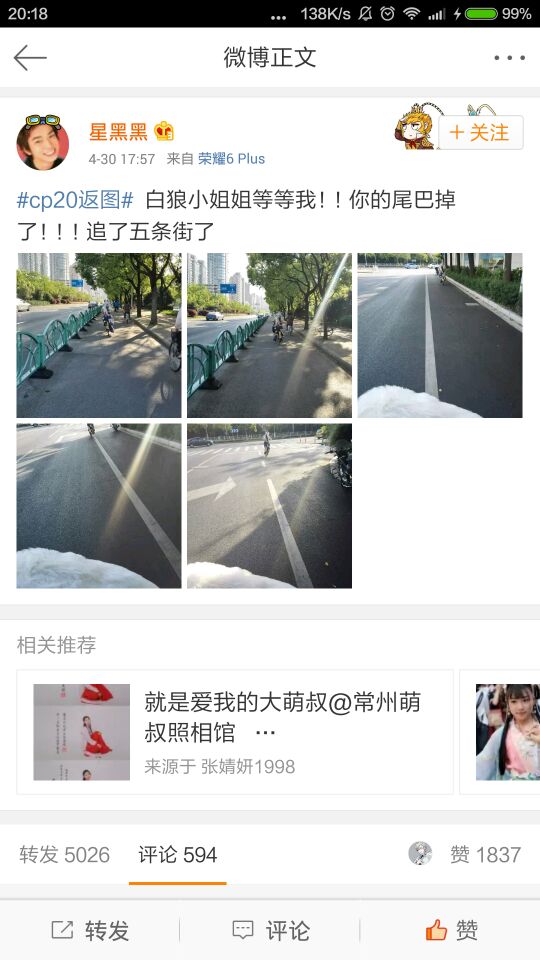 20:18
138K/s
99%
微博正文
星黑黑
关注
4-30 17:57 来自 荣耀6 Plus
#cp20返图# 白狼小姐姐等等我！！你的尾巴掉
了！！！追了五条街了
相关推荐
就是爱我的大萌叔@常州萌
叔照相馆 …
来源于 张婧妍1998
转发 5026
评论 594
赞 1837
转发
评论
赞